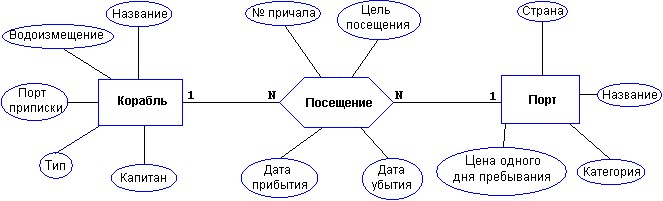 Название
№ причала
Цель
посещения
Страна
Водоизмещение
Порт
приписки
Корабль
1
N
Посещение
N
1
Порт
Название
Тип
Капитан
Дата
прибытия
Дата
убытия
Цена одного
дня пребывания
Категория